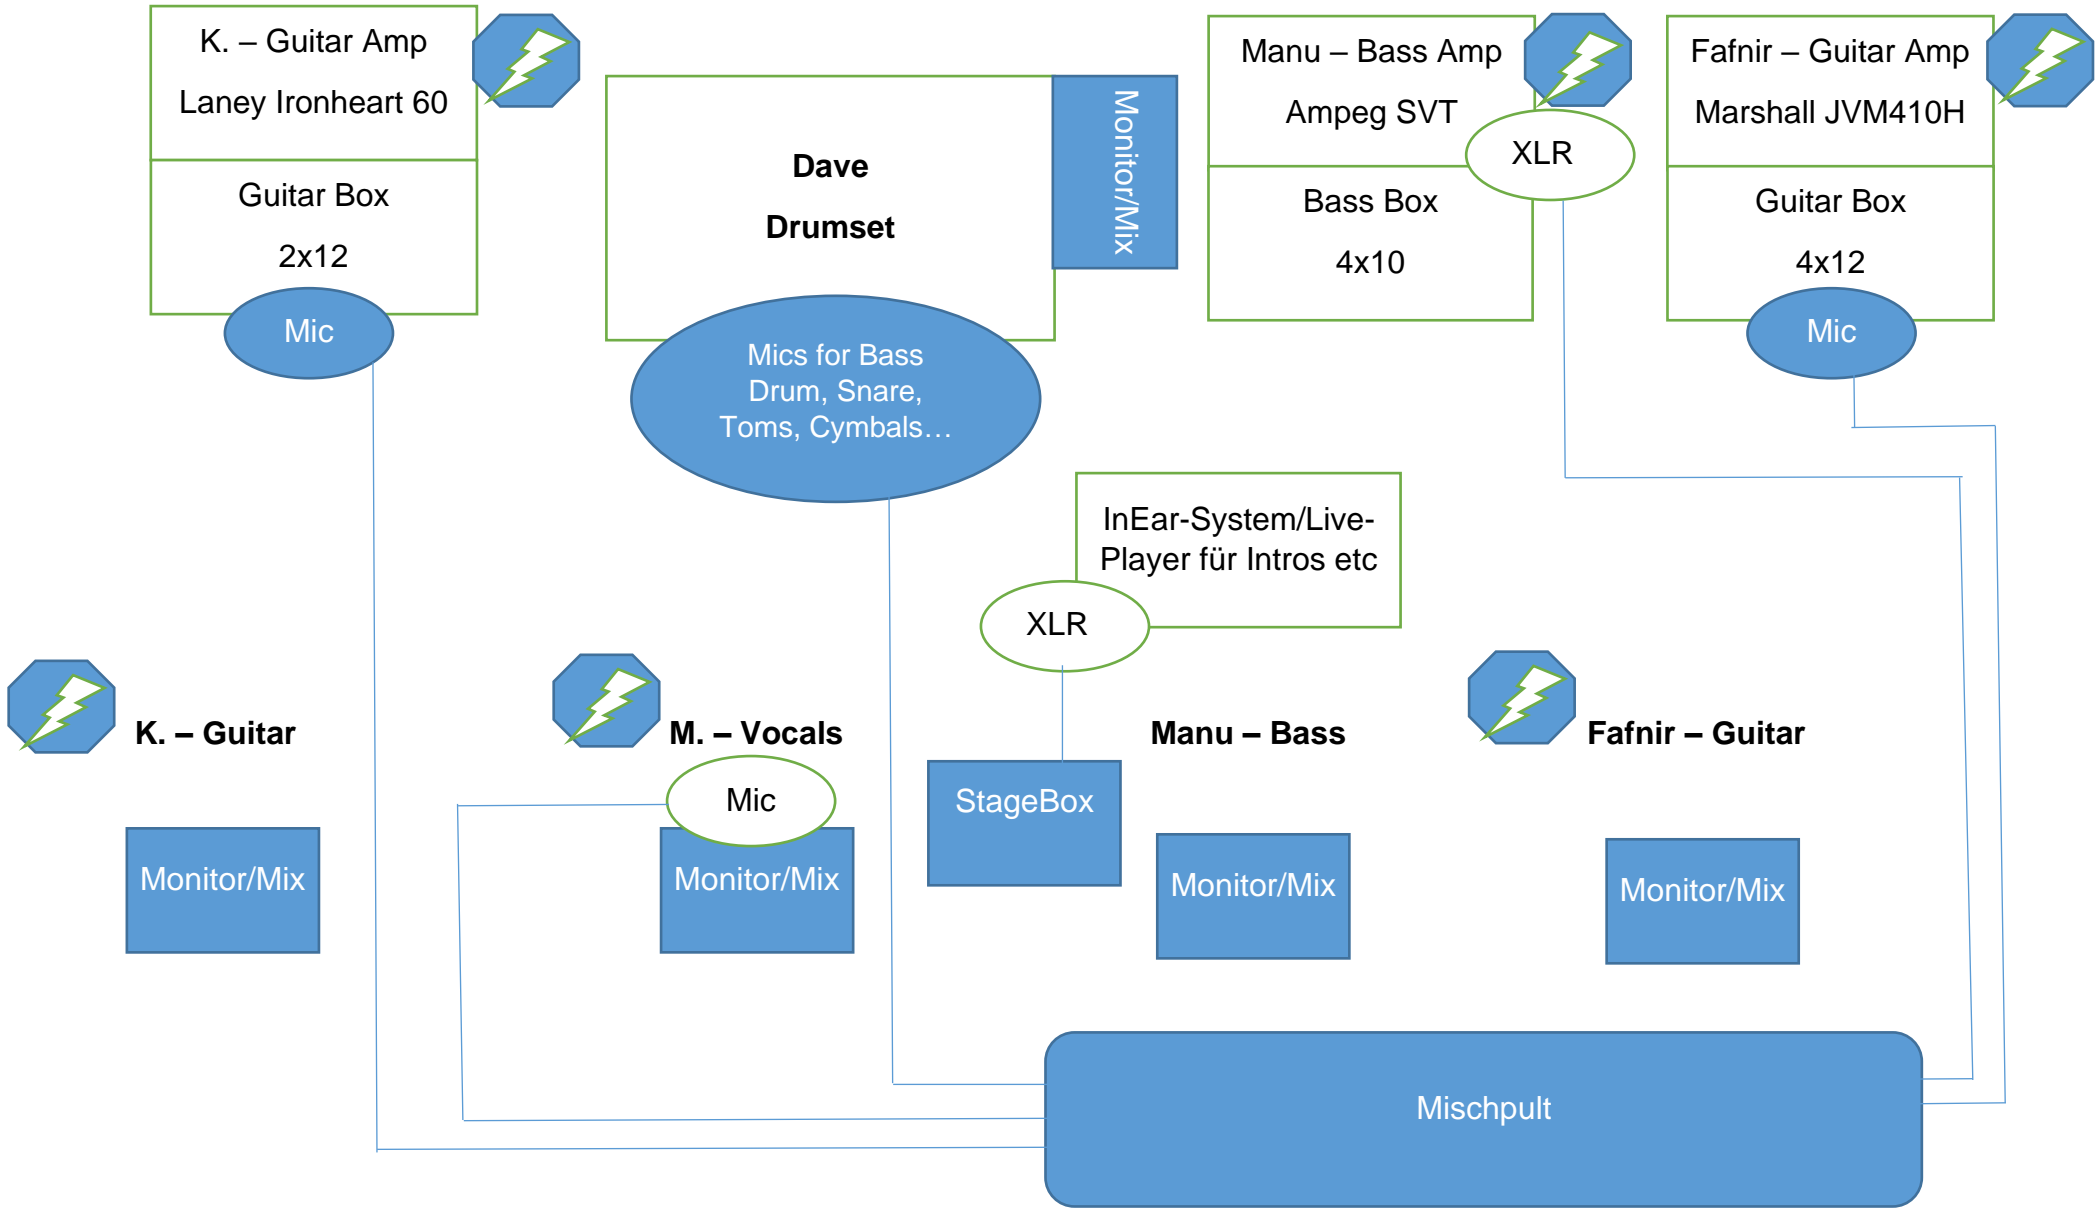 K. – Guitar Amp
Laney Ironheart 60
Guitar Box
2x12
Mic
Dave
Drumset
Monitor/Mix
Mics for Bass
Drum, Snare,
Toms, Cymbals…
Manu – Bass Amp
Ampeg SVT
XLR
Bass Box
4x10
Fafnir – Guitar Amp
Marshall JVM410H
Guitar Box
4x12
Mic
InEar-System/Live-
Player für Intros etc
XLR
K. – Guitar
Monitor/Mix
M. – Vocals
Mic
Monitor/Mix
StageBox
Manu – Bass
Monitor/Mix
Fafnir – Guitar
Monitor/Mix
Mischpult